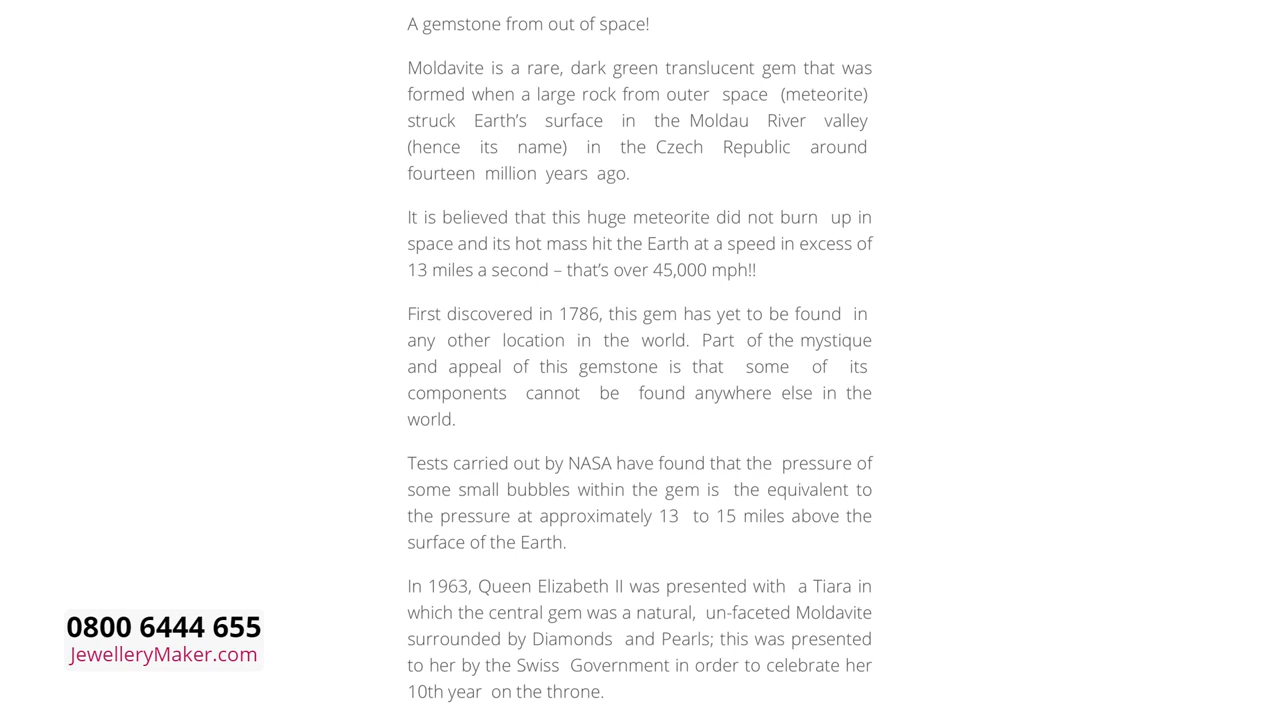 A gemstone from out of space!
Moldavite is a rare, dark green translucent gem that was
formed when a large rock from outer space (meteorite)
struck Earth’s surface in the Moldau River valley
(hence its name) in the Czech Republic around
fourteen million years ago.
It is believed that this huge meteorite did not burn up in
space and its hot mass hit the Earth at a speed in excess of
13 miles a second – that’s over 45,000 mph!!
First discovered in 1786, this gem has yet to be found in
any other location in the world. Part of the mystique
and appeal of this gemstone is that some of its
components cannot be found anywhere else in the
world.
Tests carried out by NASA have found that the pressure of
some small bubbles within the gem is the equivalent to
the pressure at approximately 13 to 15 miles above the
surface of the Earth.
In 1963, Queen Elizabeth II was presented with a Tiara in
which the central gem was a natural, un-faceted Moldavite
surrounded by Diamonds and Pearls; this was presented
to her by the Swiss Government in order to celebrate her
10th year on the throne.
0800 6444 655
JewelleryMaker.com